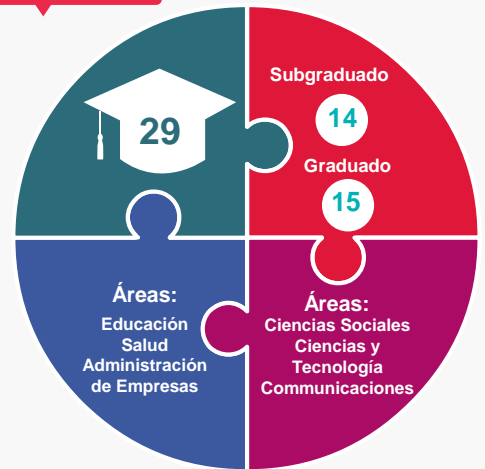 29
Subgraduado
14
Graduado
15
Áreas:
Educación
Salud
Administración
de Empresas
Áreas:
Ciencias Sociales
Ciencias y
Tecnología
Communicaciones